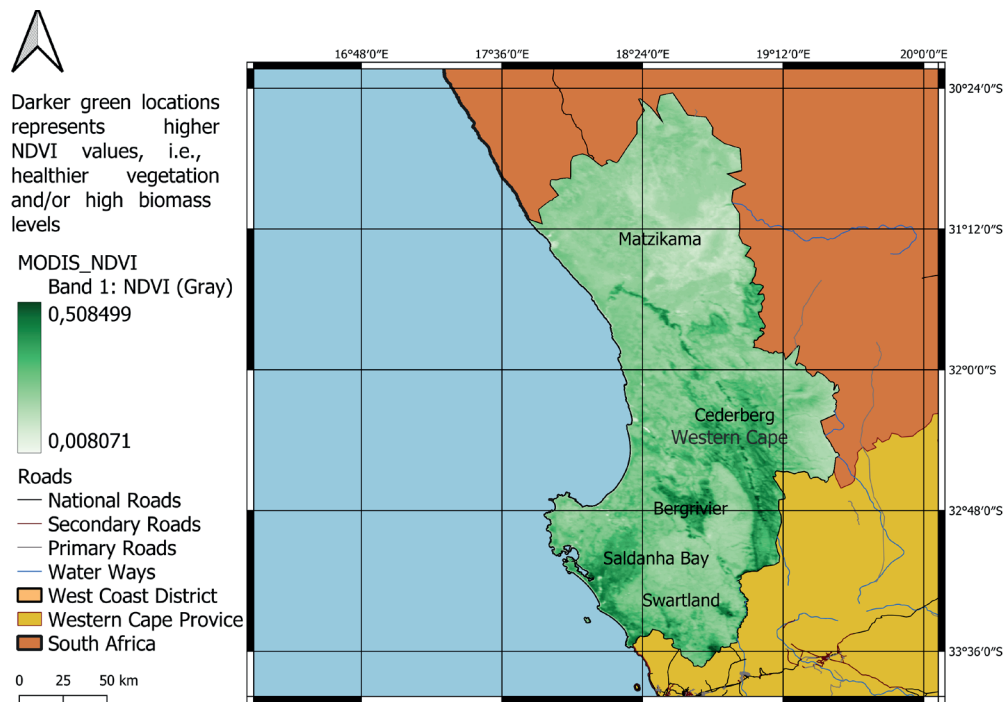 16°48′0″E 17°36′0″E 18°24′0″E 19°12′0″E 20°00′0″E
Darker green locations
represents higher
NDVI values, i.e.,
healthier vegetation
and/or high biomass
levels
MODIS_NDVI
Band 1: NDVI (Gray)
0,508499
0,008071
Roads
National Roads
Secondary Roads
Primary Roads
Water Ways
West Coast District
Western Cape Provice
South Africa
0 25 50 km
Matzikama
Cederberg
Western Cape
Bergrivier
Saldanha Bay
Swartland
30°24′0″S
31°12′0″S
32°0′0″S
32°48′0″S
33°36′0″S